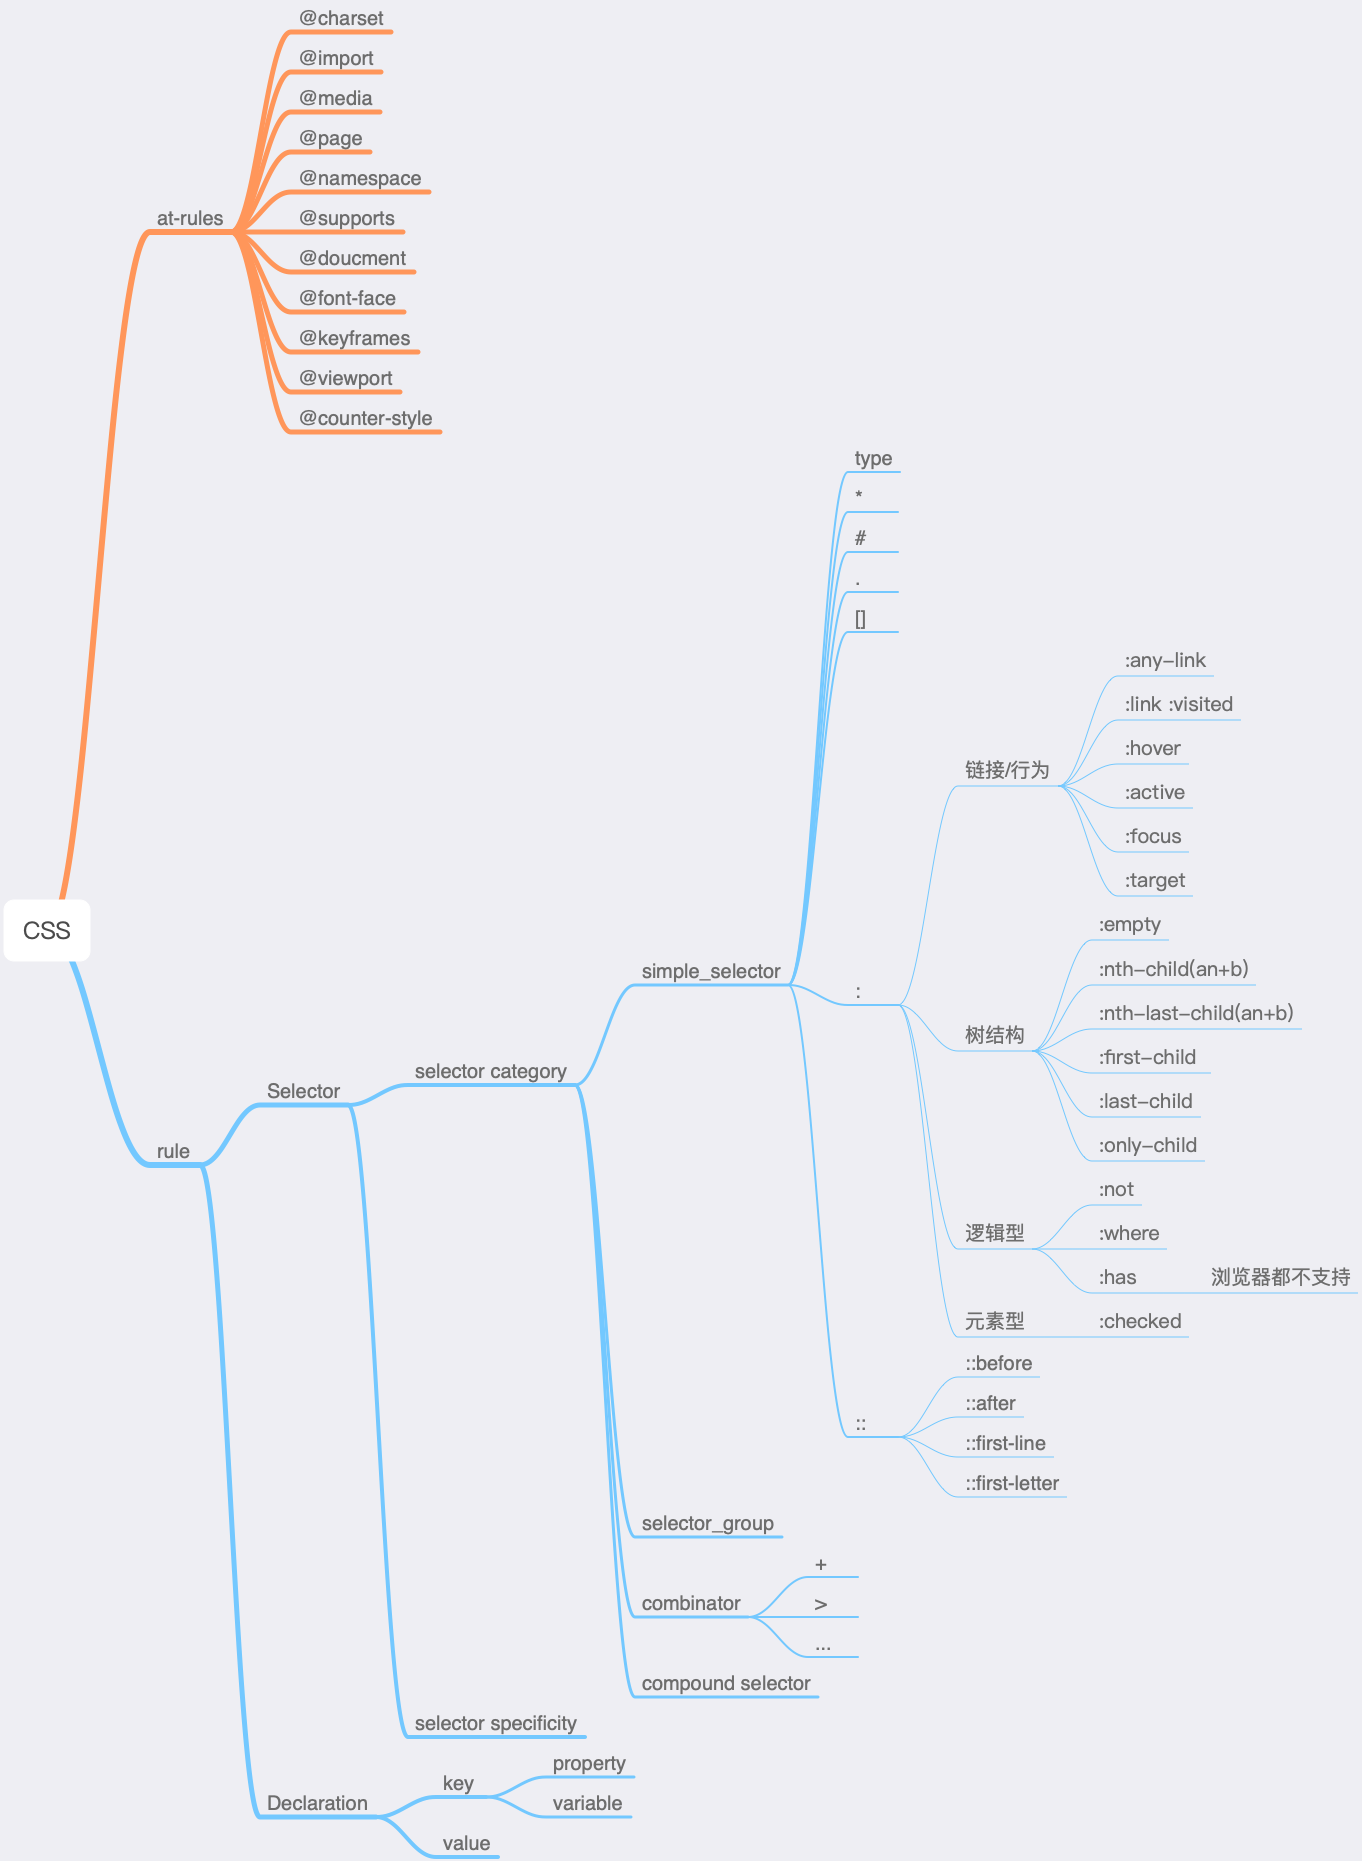 @charset
@import
@media
@page
@namespace
at-rules
@supports
@doucment
@font-face
@keyframes
@viewport
@counter-style
CSS
rule
Selector
selector category
simple_selector
type
*
#
.
[]
:
链接/行为
:any-link
:link :visited
:hover
:active
:focus
:target
树结构
:empty
:nth-child(an+b)
:nth-last-child(an+b)
:first-child
:last-child
:only-child
逻辑型
:not
:where
:has 浏览器都不支持
元素型 :checked
::
::before
::after
::first-line
::first-letter
selector_group
combinator
+
>
...
compound selector
selector specificity
Declaration
key
property
variable
value